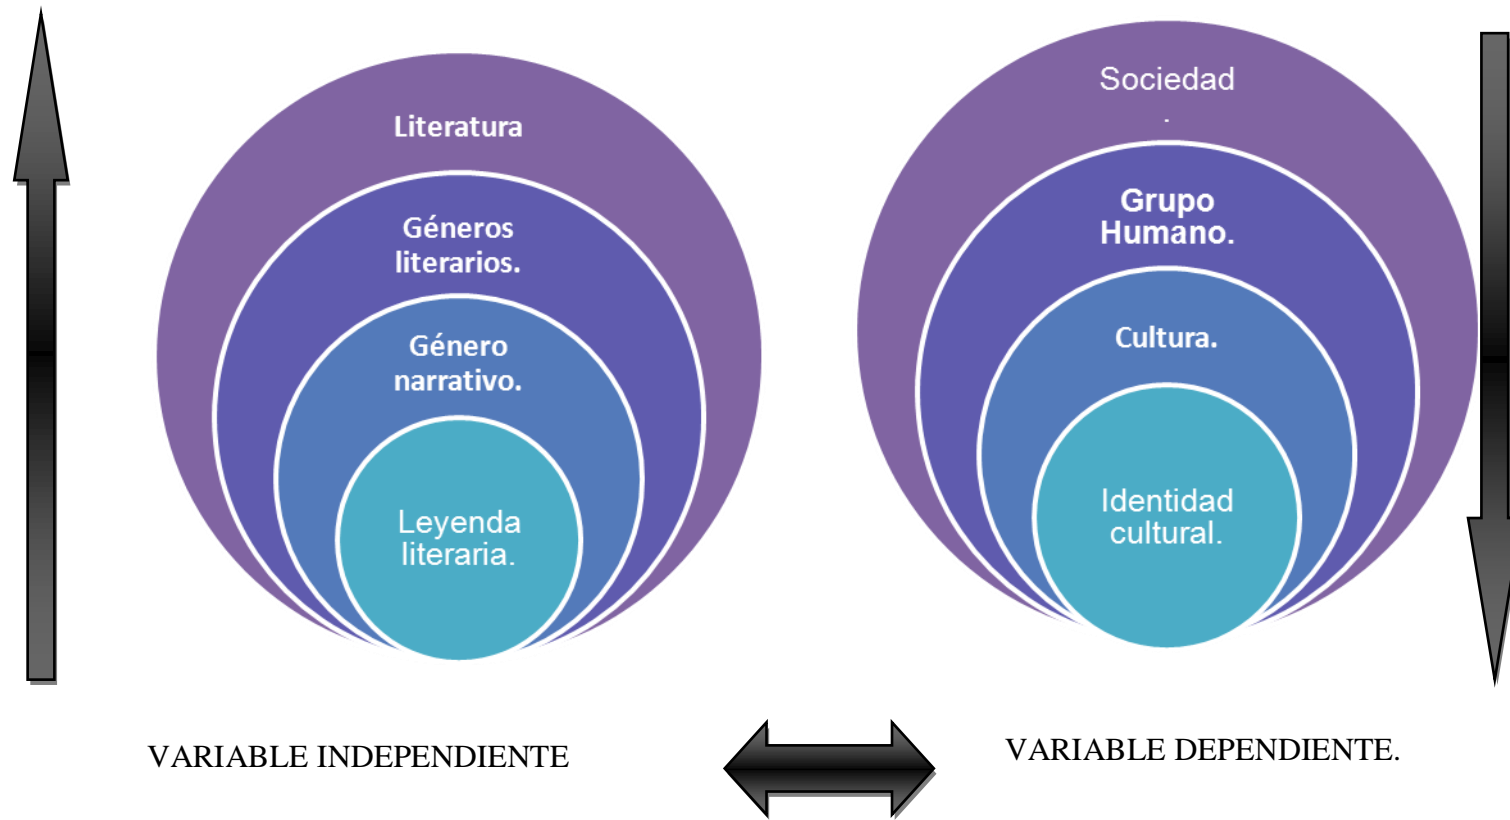 Literatura
Géneros
literarios.
Género
narrativo.
Leyenda
literaria.
Sociedad
.
Grupo
Humano.
Cultura.
Identidad
cultural.
VARIABLE INDEPENDIENTE
VARIABLE DEPENDIENTE.